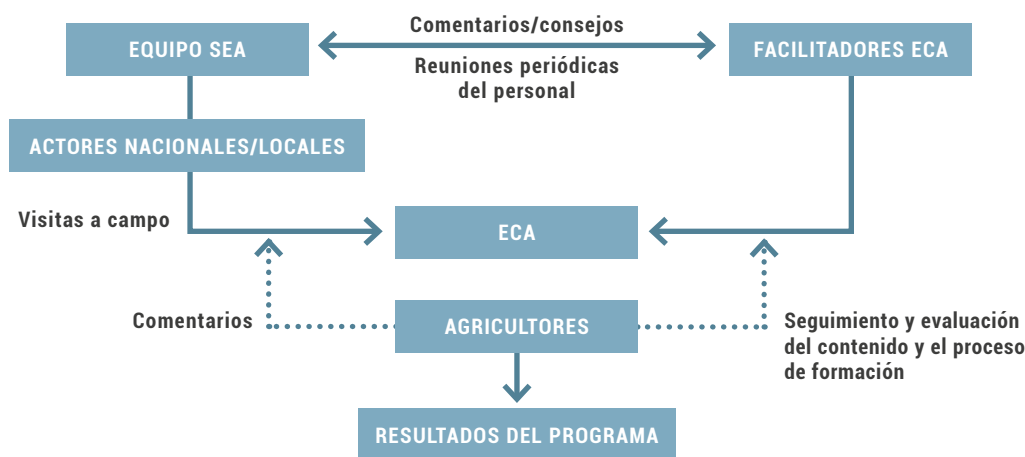 Comentarios/consejos
EQUIPO SEA
FACILITADORES ECA
Reuniones periódicas
del personal
ACTORES NACIONALES/LOCALES
Visitas a campo
ECA
Comentarios
AGRICULTORES
Seguimiento y evaluación
del contenido y el proceso
de formación
RESULTADOS DEL PROGRAMA